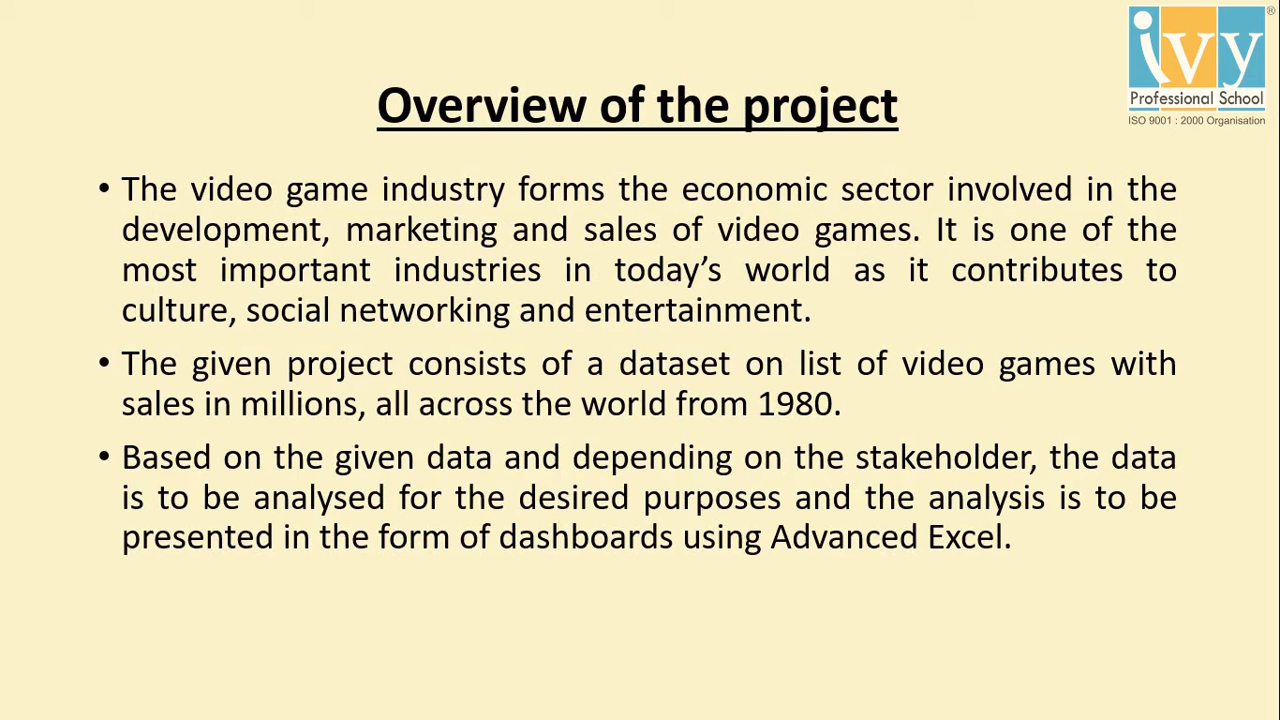 ivy
Professional School
ISO 9001 : 2000 Organisation
®
Overview of the project
• The video game industry forms the economic sector involved in the
development, marketing and sales of video games. It is one of the
most important industries in today’s world as it contributes to
culture, social networking and entertainment.
• The given project consists of a dataset on list of video games with
sales in millions, all across the world from 1980.
• Based on the given data and depending on the stakeholder, the data
is to be analysed for the desired purposes and the analysis is to be
presented in the form of dashboards using Advanced Excel.